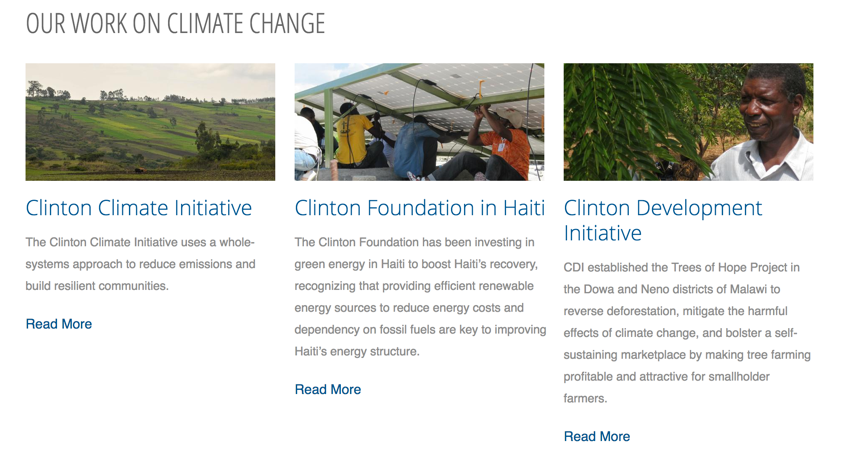 OUR WORK ON CLIMATE CHANGE
Clinton Climate Initiative
The Clinton Climate Initiative uses a whole-
systems approach to reduce emissions and
build resilient communities.
Read More
Clinton Foundation in Haiti
The Clinton Foundation has been investing in
green energy in Haiti to boost Haiti’s recovery,
recognizing that providing efficient renewable
energy sources to reduce energy costs and
dependency on fossil fuels are key to improving
Haiti’s energy structure.
Read More
Clinton Development
Initiative
CDI established the Trees of Hope Project in
the Dowa and Neno districts of Malawi to
reverse deforestation, mitigate the harmful
effects of climate change, and bolster a self-
sustaining marketplace by making tree farming
profitable and attractive for smallholder
farmers.
Read More